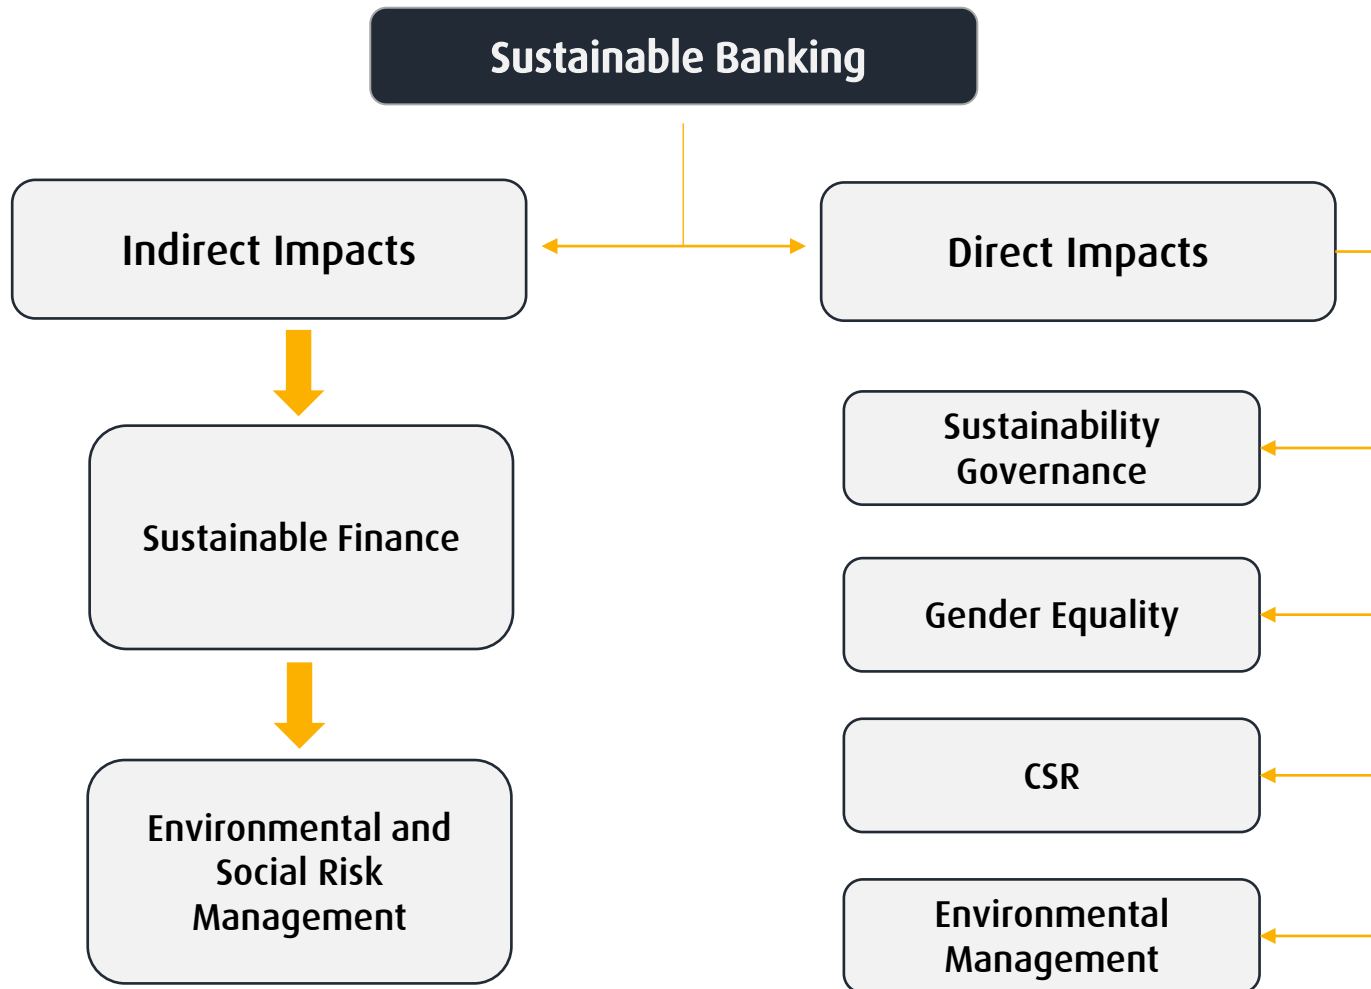 Sustainable Banking
Indirect Impacts
Direct Impacts
Sustainable Finance
Environmental and
Social Risk
Management
Sustainability
Governance
Gender Equality
CSR
Environmental
Management